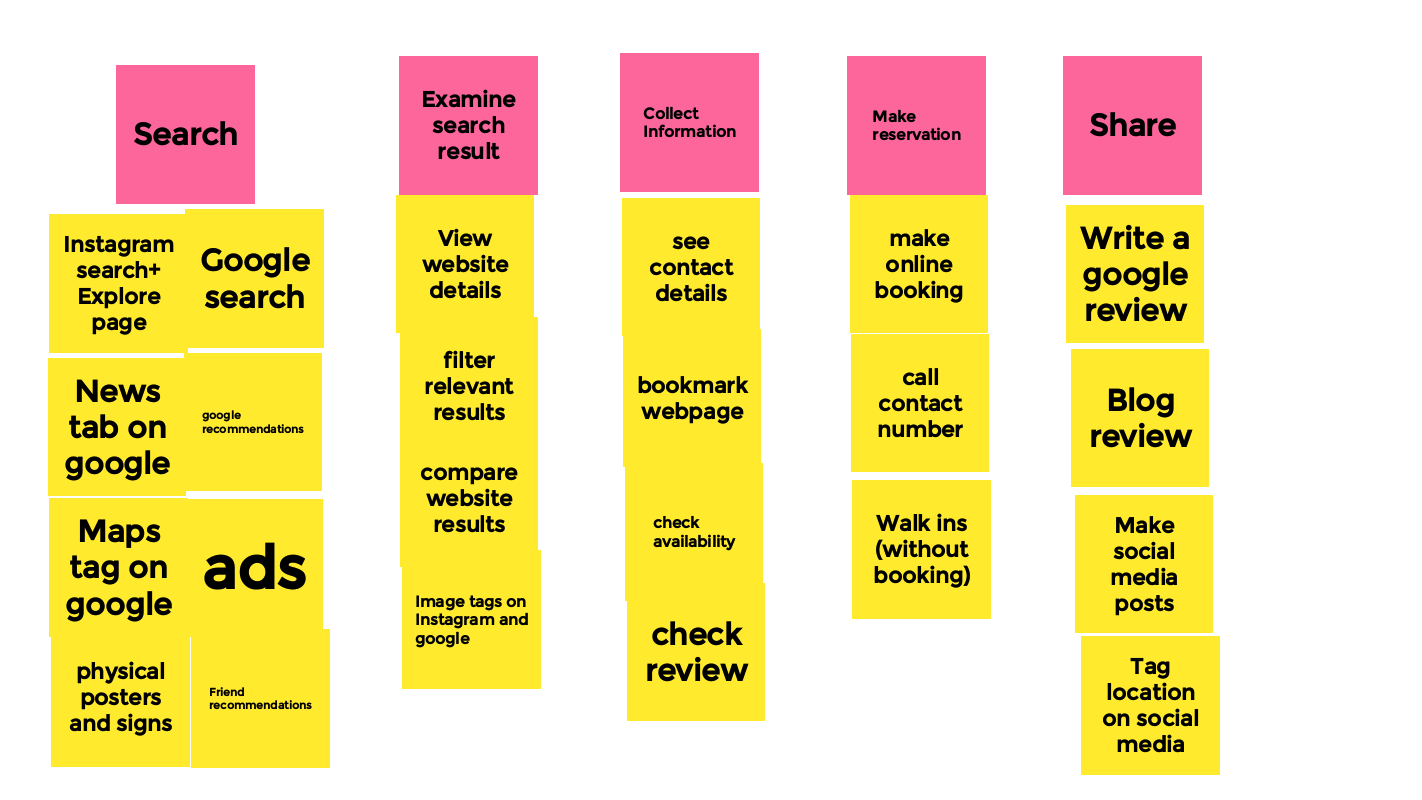 Search
Instagram
search+
Explore
page
Google
search
News
tab on
google
google
recommendations
Maps
tag on
google
ads
physical
posters
and signs
Friend
recommendations
Examine
search
result
View
website
details
filter
relevant
results
compare
website
results
Image tags on
Instagram and
google
Collect
Information
see
contact
details
bookmark
webpage
check
availability
check
review
Make
reservation
make
online
booking
call
contact
number
Walk ins
(without
booking)
Share
Write a
google
review
Blog
review
Make
social
media
posts
Tag
location
on social
media